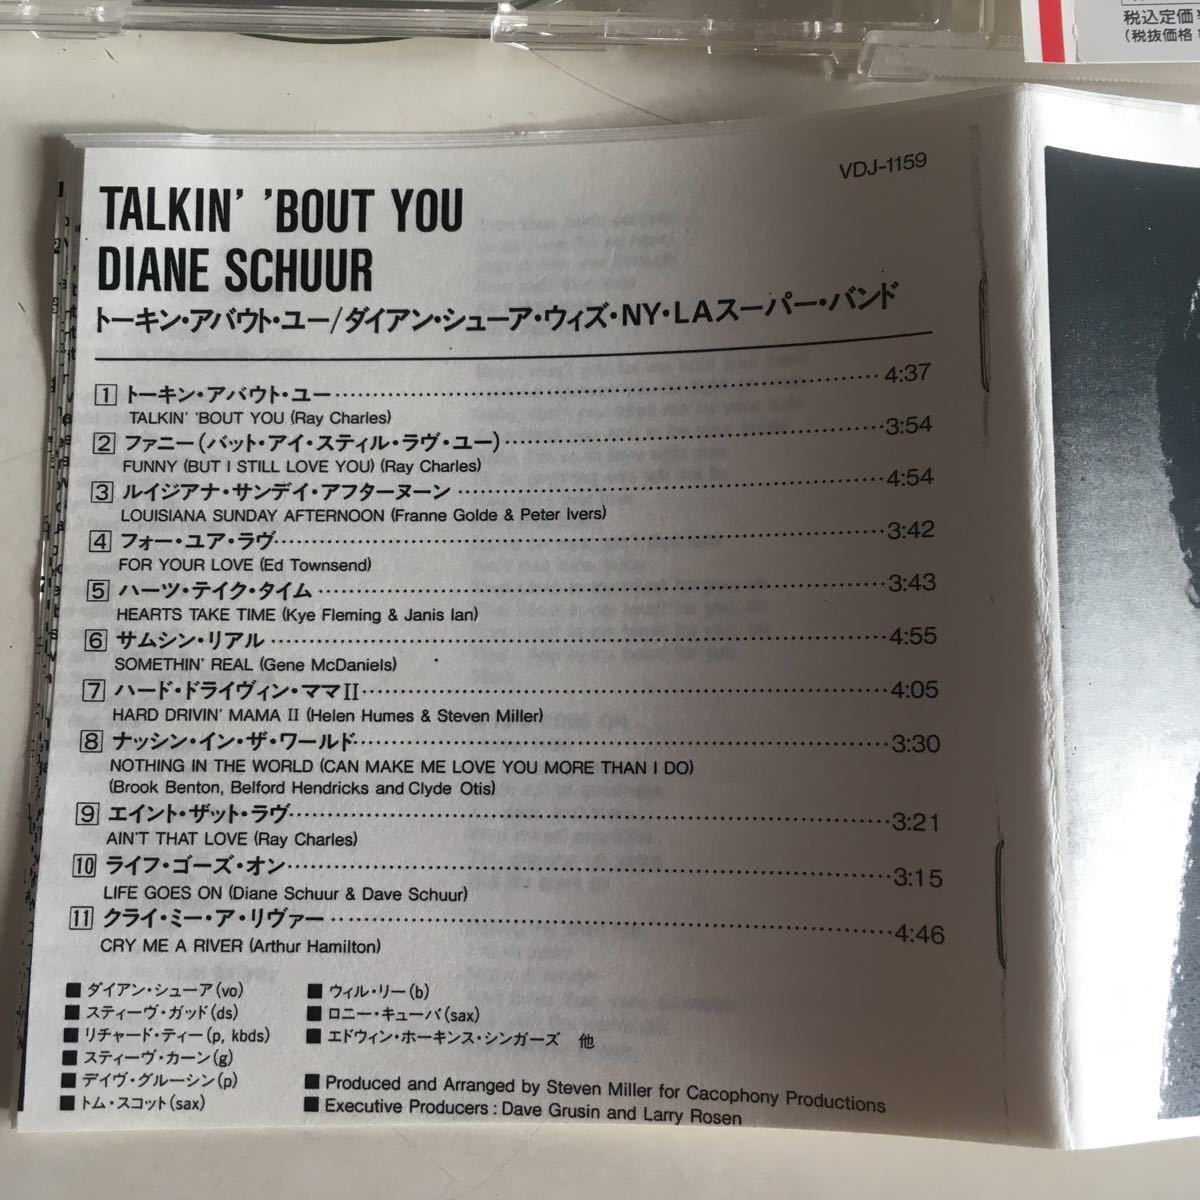 税込定価
(税抜価格
VDJ-1159
TALKIN' 'BOUT YOU
DIANE SCHUUR
トーキン・アバウト・ユー/ダイアン・シューア・ウィズ・NY・LAスーパー・バンド
1 トーキン・アバウト・ユー 4:37
TALKIN' 'BOUT YOU (Ray Charles)
2 ファニー(バット・アイ・スティル・ラヴ・ユー) 3:54
FUNNY (BUT I STILL LOVE YOU) (Ray Charles)
3 ルイジアナ・サンデイ・アフターヌーン 4:54
LOUISIANA SUNDAY AFTERNOON (Franne Golde & Peter Ivers)
4 フォー・ユア・ラヴ 3:42
FOR YOUR LOVE (Ed Townsend)
5 ハーツ・テイク・タイム 3:43
HEARTS TAKE TIME (Kye Fleming & Janis Ian)
6 サムシン・リアル 4:55
SOMETHIN' REAL (Gene McDaniels)
7 ハード・ドライヴィン・ママII 4:05
HARD DRIVIN' MAMA II (Helen Humes & Steven Miller)
8 ナッシン・イン・ザ・ワールド 3:30
NOTHING IN THE WORLD (CAN MAKE ME LOVE YOU MORE THAN I DO)
(Brook Benton, Belford Hendricks and Clyde Otis)
9 エイント・ザット・ラヴ 3:21
AIN'T THAT LOVE (Ray Charles)
10 ライフ・ゴーズ・オン 3:15
LIFE GOES ON (Diane Schuur & Dave Schuur)
11 クライ・ミー・ア・リヴァー 4:46
CRY ME A RIVER (Arthur Hamilton)
■ ダイアン・シューア(vo)
■ スティーヴ・ガッド(ds)
■ リチャード・ティー(p, kbds)
■ スティーヴ・カーン(g)
■ デイヴ・グルーシン(p)
■ トム・スコット(sax)
■ ウィル・リー(b)
■ ロニー・キューバ(sax)
■ エドウィン・ホーキンス・シンガーズ 他
■ Produced and Arranged by Steven Miller for Cacophony Productions
■ Executive Producers : Dave Grusin and Larry Rosen